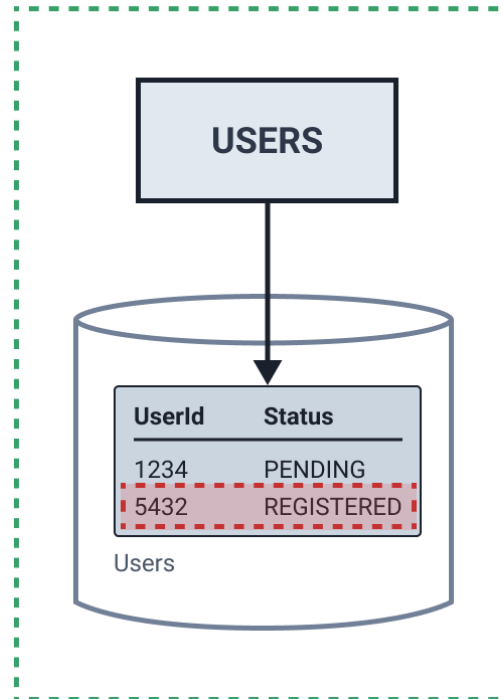 USERS
UserId Status
1234 PENDING
5432 REGISTERED
Users